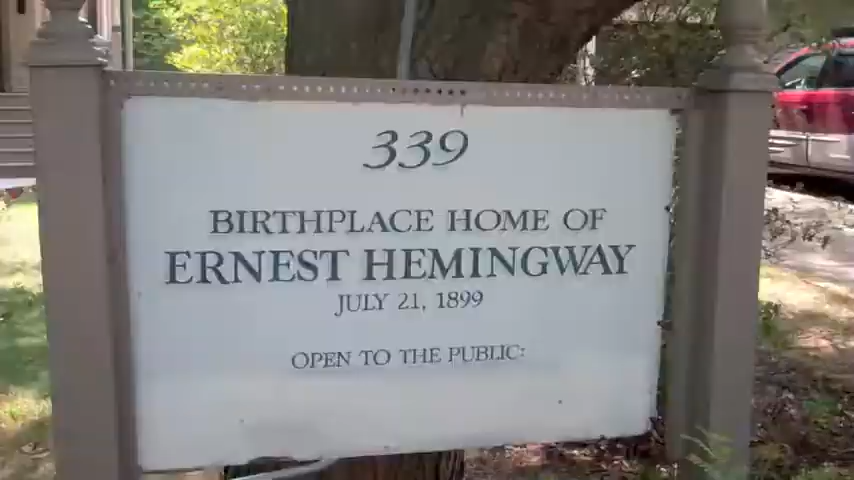 339
BIRTHPLACE HOME OF
ERNEST HEMINGWAY
JULY 21, 1899
OPEN TO THE PUBLIC: